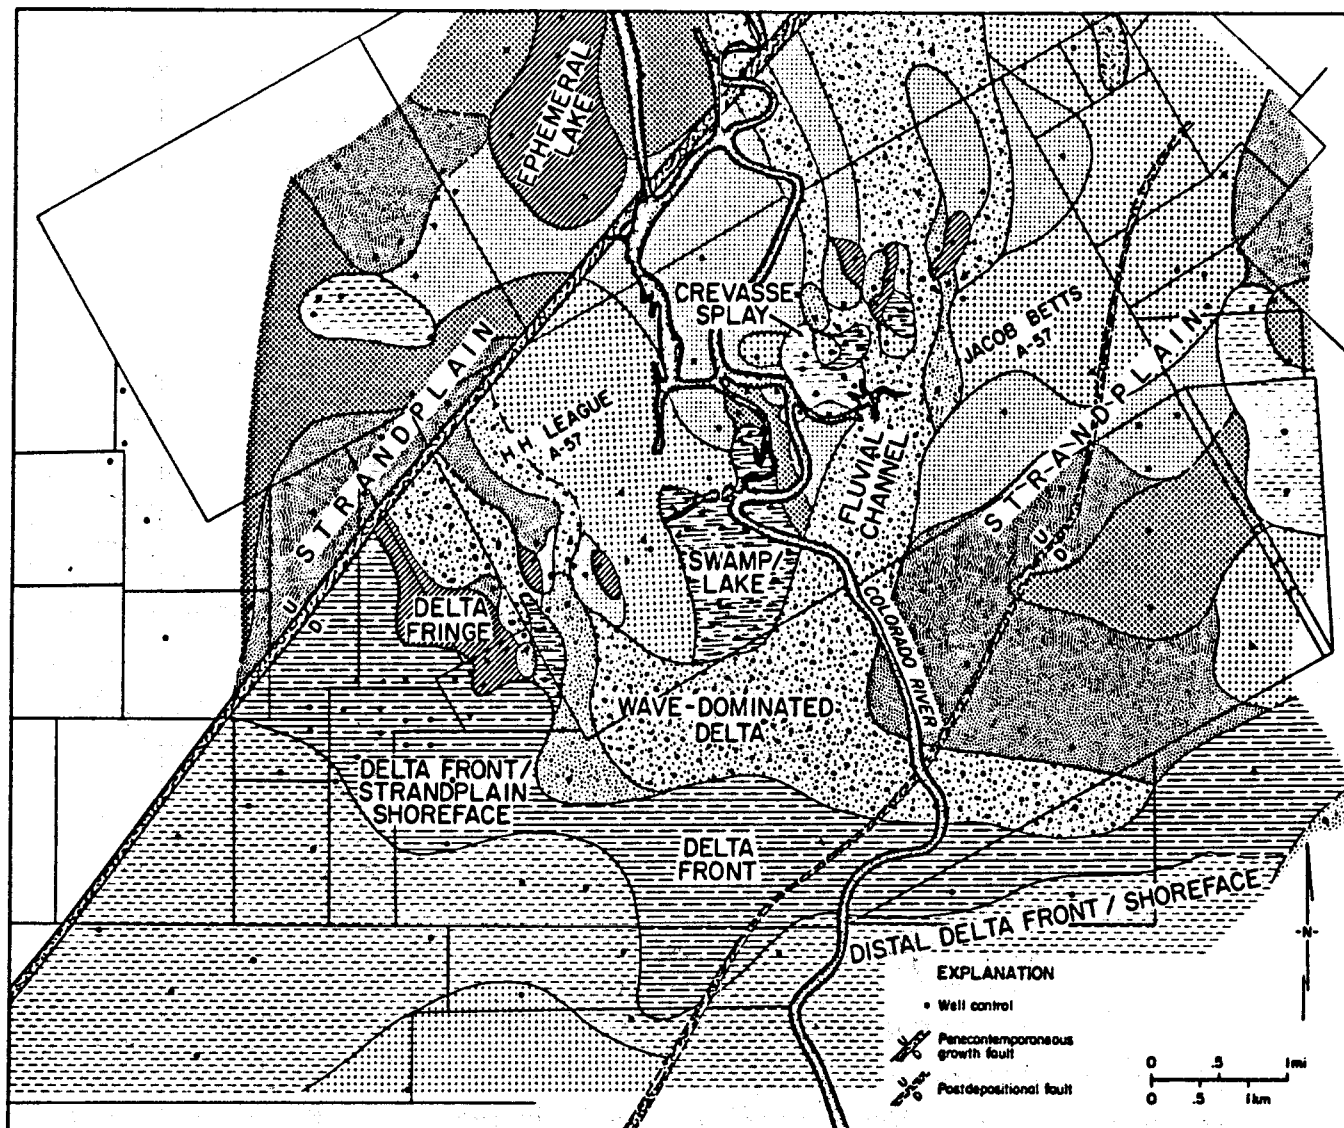 EPHEMERAL
LAKE
CREVASSE
SPLAY
JACOB BETTS
A-57
STRANDPLAIN
H H LEAGUE
A-57
STRANDPLAIN
FLUVIAL
CHANNEL
SWAMP/
LAKE
U
D
U
D
DELTA
FRINGE
COLORADO RIVER
WAVE-DOMINATED
DELTA
DELTA FRONT/
STRANDPLAIN
SHOREFACE
DELTA
FRONT
DISTAL DELTA FRONT / SHOREFACE
-N-
EXPLANATION
Well control
U
D
Penecontemporaneous
growth fault
U
D
Postdepositional fault
0 .5 1mi
0 .5 1km